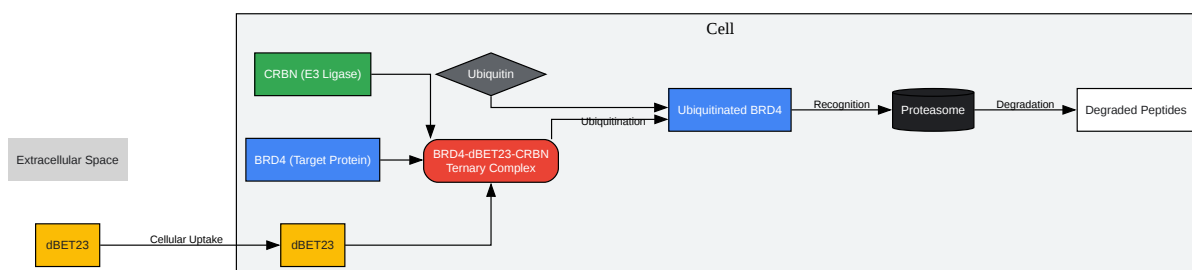 Cell
CRBN (E3 Ligase)
Ubiquitin
Ubiquitinated BRD4
Recognition
Proteasome
Degradation
Degraded Peptides
Ubiquitination
Extracellular Space
BRD4 (Target Protein)
BRD4-dBET23-CRBN
Ternary Complex
dBET23
Cellular Uptake
dBET23